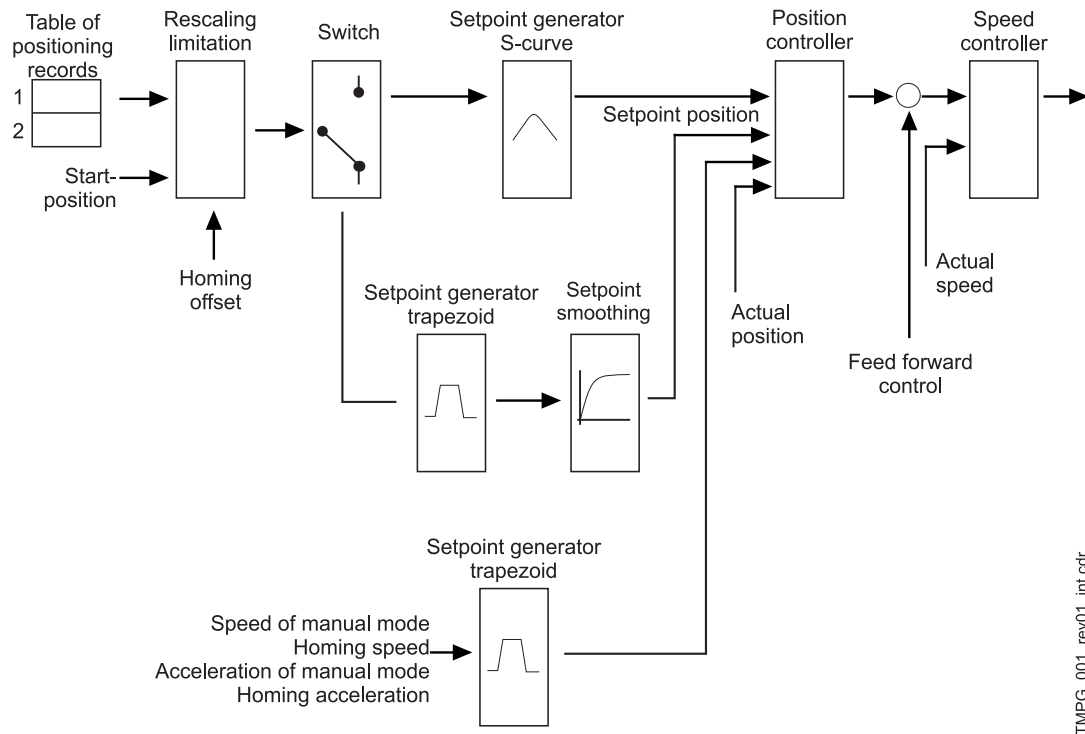 Table of
positioning
records
1
2
Start-
position
Rescaling
limitation
Homing
offset
Switch
Setpoint generator
S-curve
Setpoint position
Position
controller
Speed
controller
Actual
speed
Actual
position
Feed forward
control
Setpoint generator
trapezoid
Setpoint
smoothing
Setpoint generator
trapezoid
Speed of manual mode
Homing speed
Acceleration of manual mode
Homing acceleration
TMPG_001_rev01_int.cdr